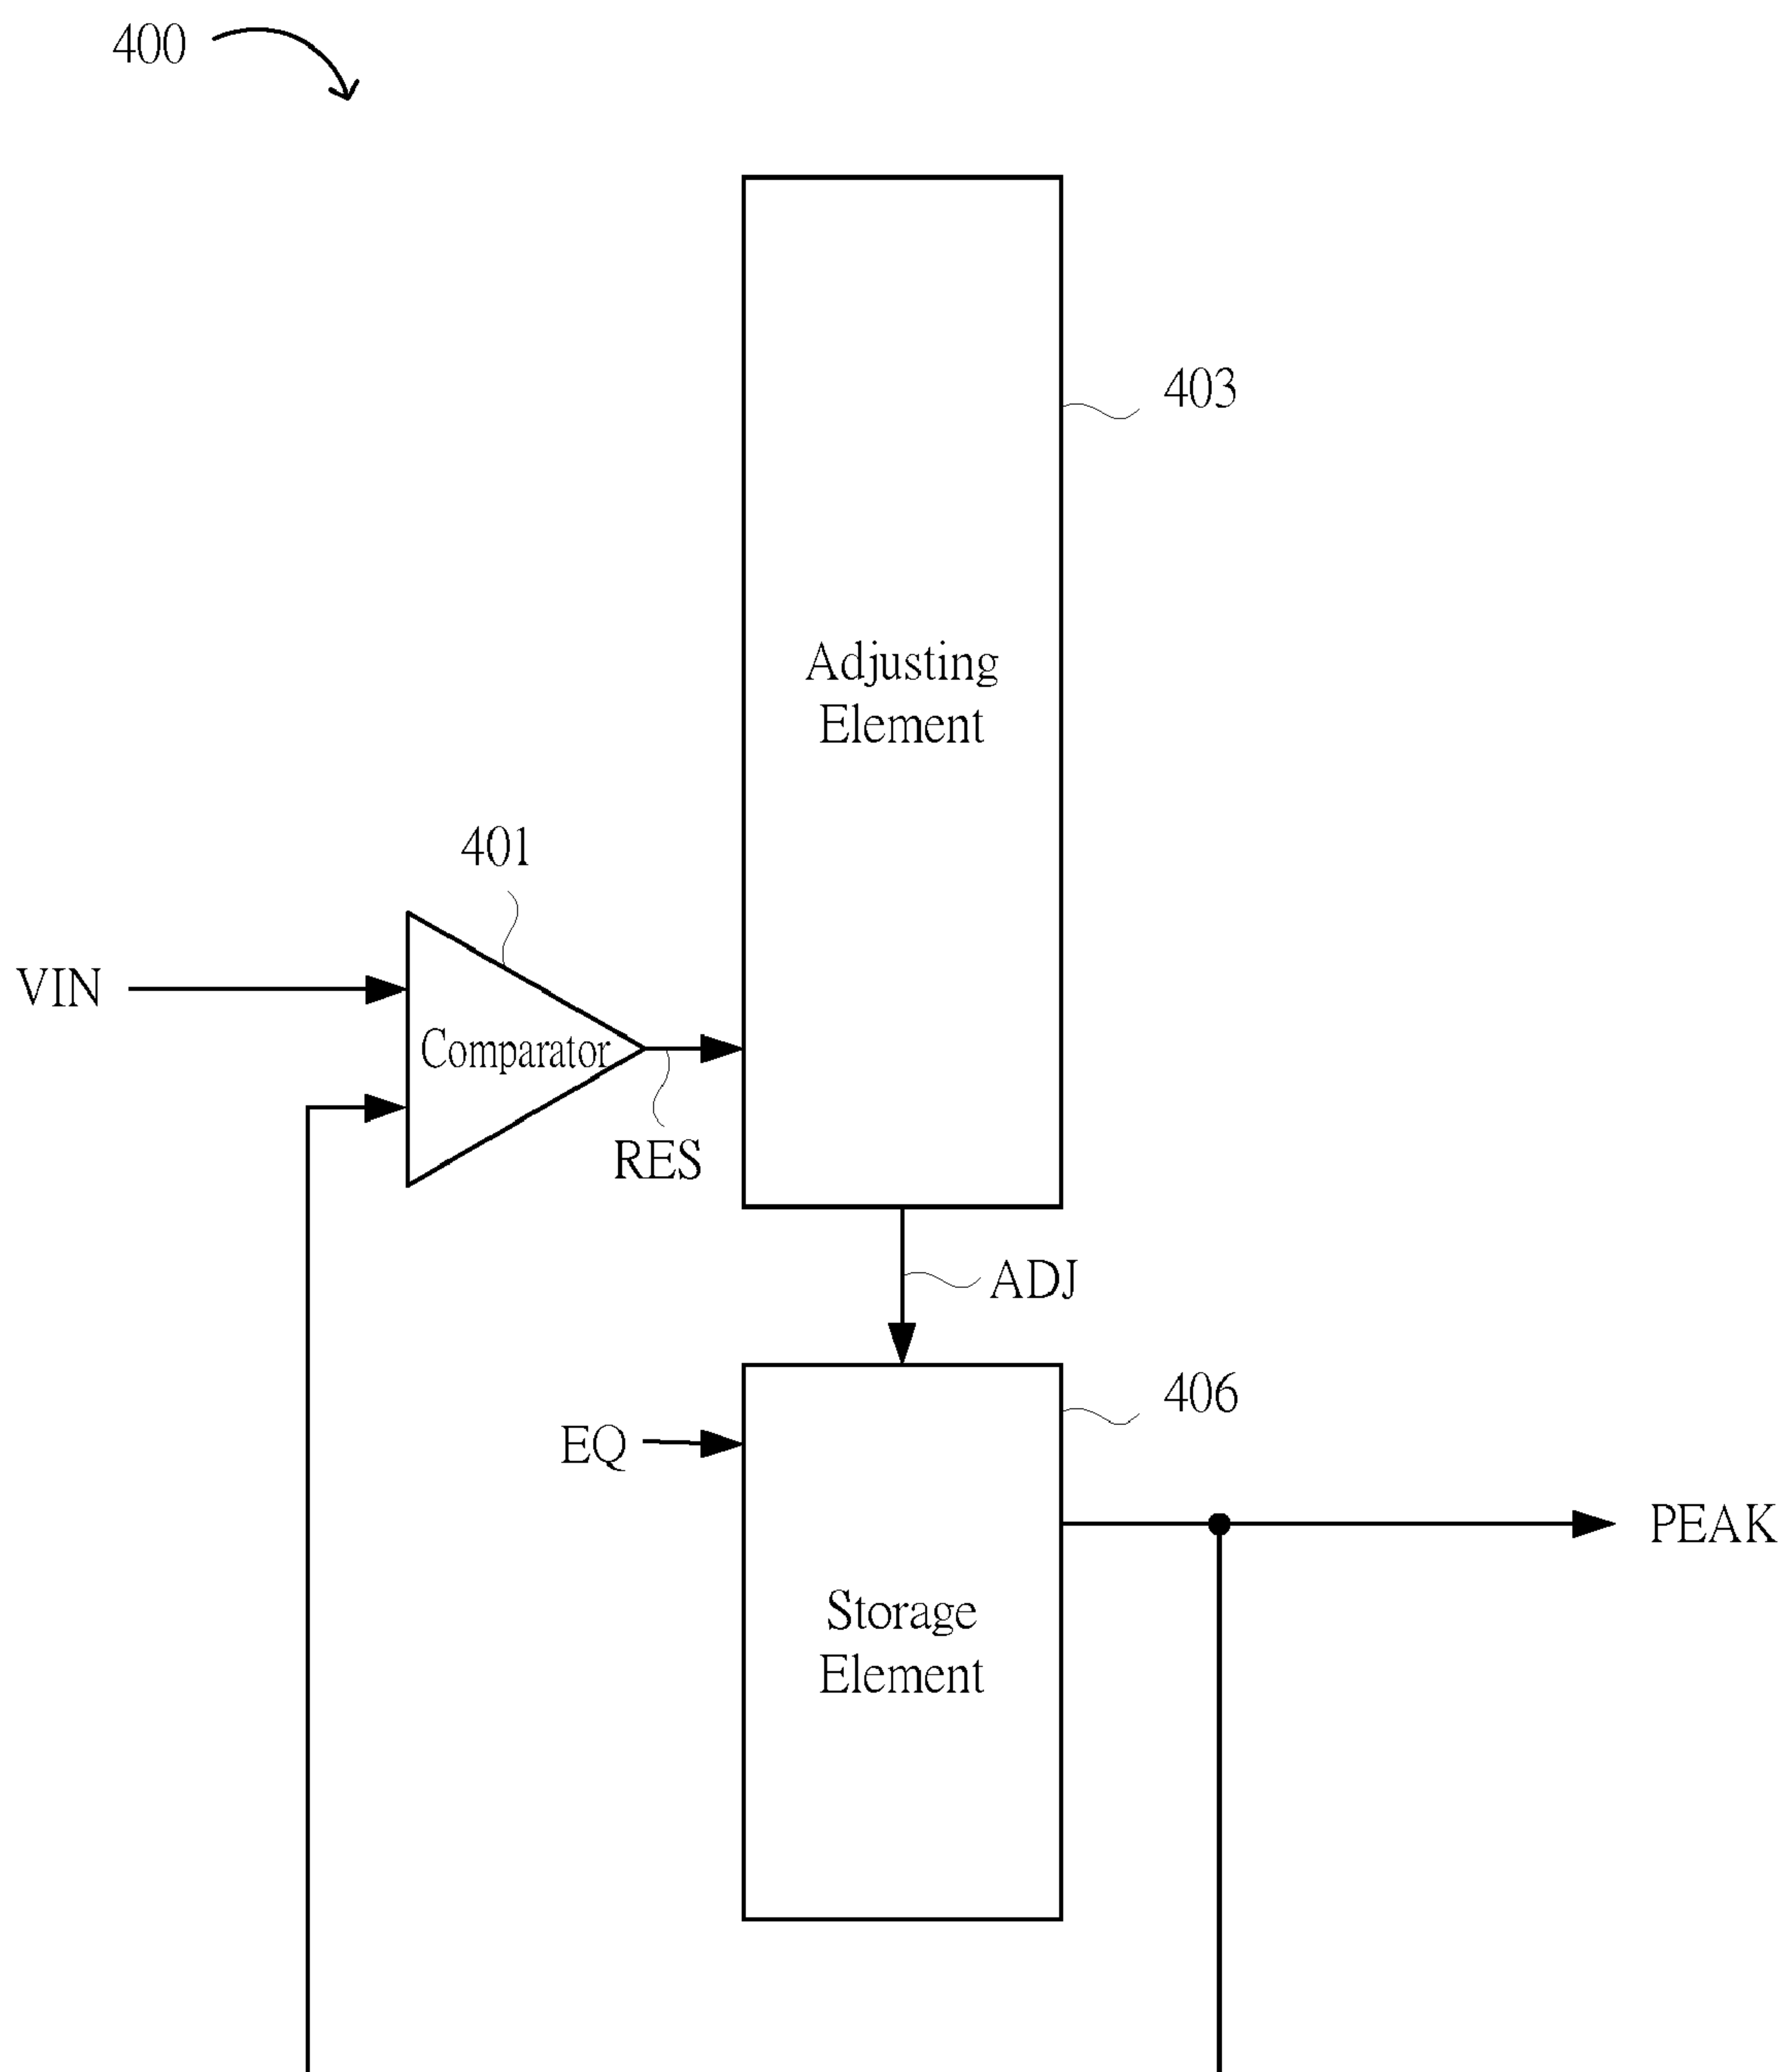 400
403
Adjusting
Element
401
VIN
Comparator
RES
ADJ
406
EQ
PEAK
Storage
Element